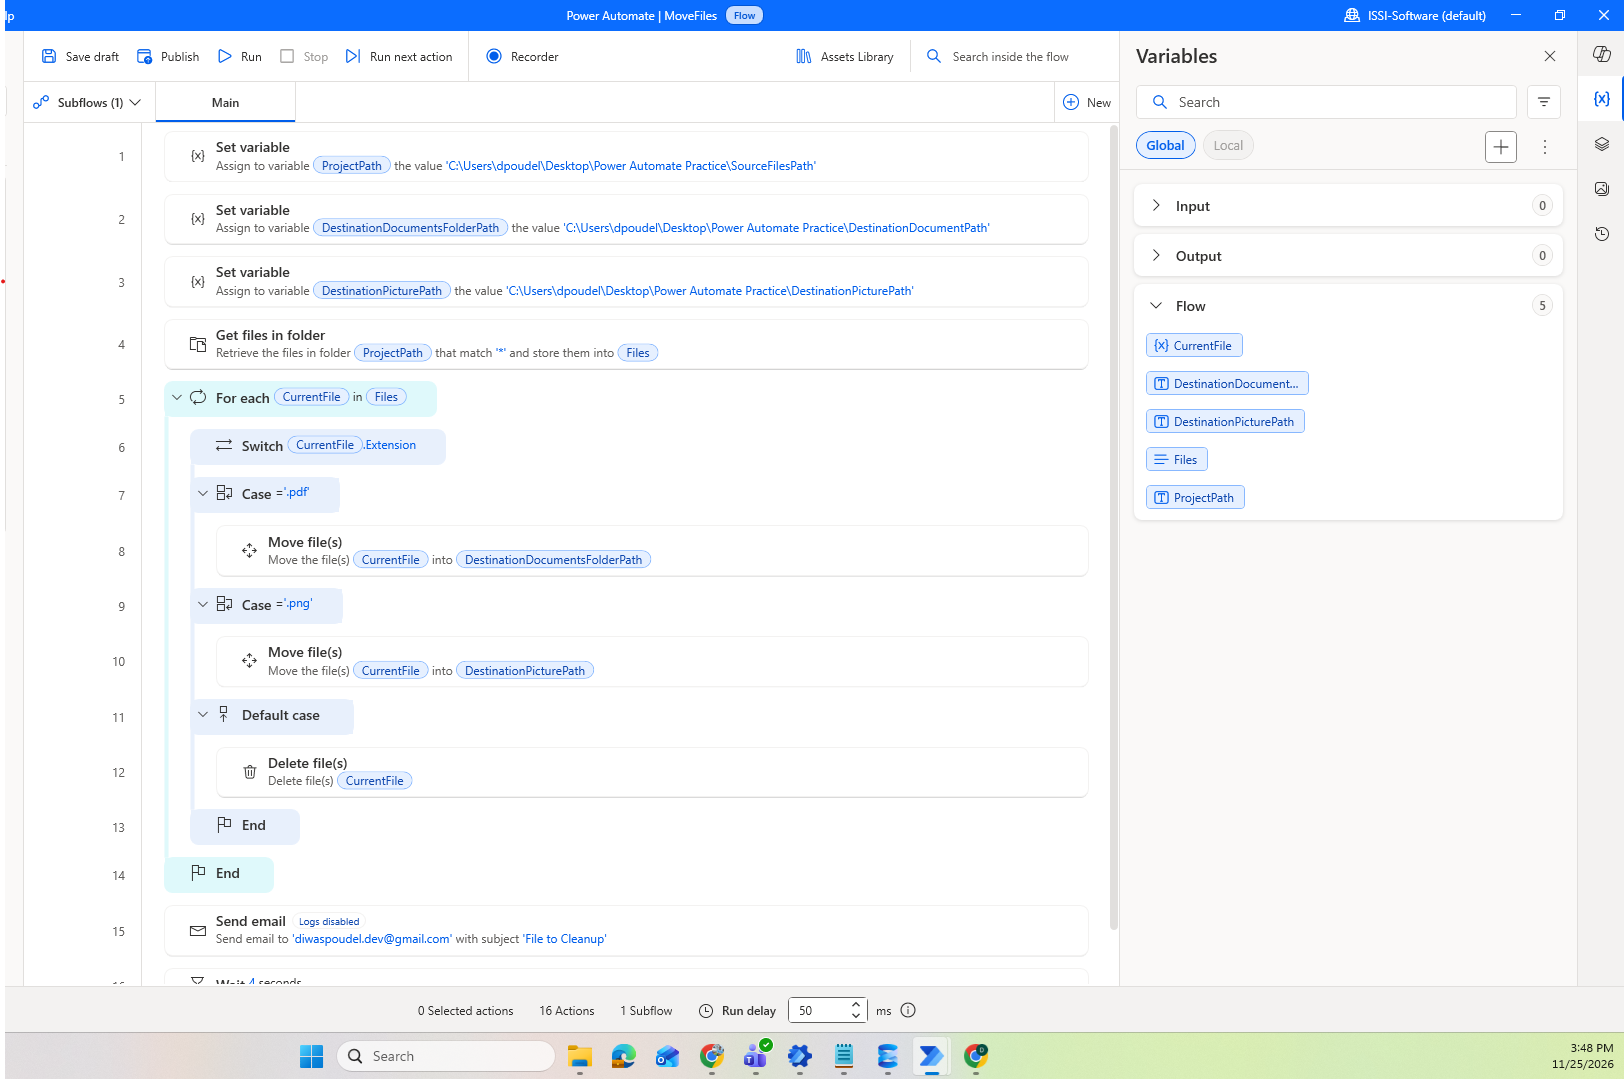 lp
Power Automate | MoveFiles Flow
ISSI-Software (default)
Save draft Publish Run Stop Run next action Recorder Assets Library Search inside the flow
Subflows (1) Main New
1 Set variable
Assign to variable ProjectPath the value 'C:\Users\dpoudel\Desktop\Power Automate Practice\SourceFilesPath'
2 Set variable
Assign to variable DestinationDocumentsFolderPath the value 'C:\Users\dpoudel\Desktop\Power Automate Practice\DestinationDocumentPath'
3 Set variable
Assign to variable DestinationPicturePath the value 'C:\Users\dpoudel\Desktop\Power Automate Practice\DestinationPicturePath'
4 Get files in folder
Retrieve the files in folder ProjectPath that match '*' and store them into Files
5 For each CurrentFile in Files
6 Switch CurrentFile .Extension
7 Case ='.pdf'
8 Move file(s)
Move the file(s) CurrentFile into DestinationDocumentsFolderPath
9 Case ='.png'
10 Move file(s)
Move the file(s) CurrentFile into DestinationPicturePath
11 Default case
12 Delete file(s)
Delete file(s) CurrentFile
13 End
14 End
15 Send email Logs disabled
Send email to 'diwaspoudel.dev@gmail.com' with subject 'File to Cleanup'
16 Wait 4 seconds
Variables
{x}
Search
Global Local
Input 0
Output 0
Flow 5
{x} CurrentFile
DestinationDocument...
DestinationPicturePath
Files
ProjectPath
0 Selected actions 16 Actions 1 Subflow Run delay 50 ms
Search
3:48 PM
11/25/2026